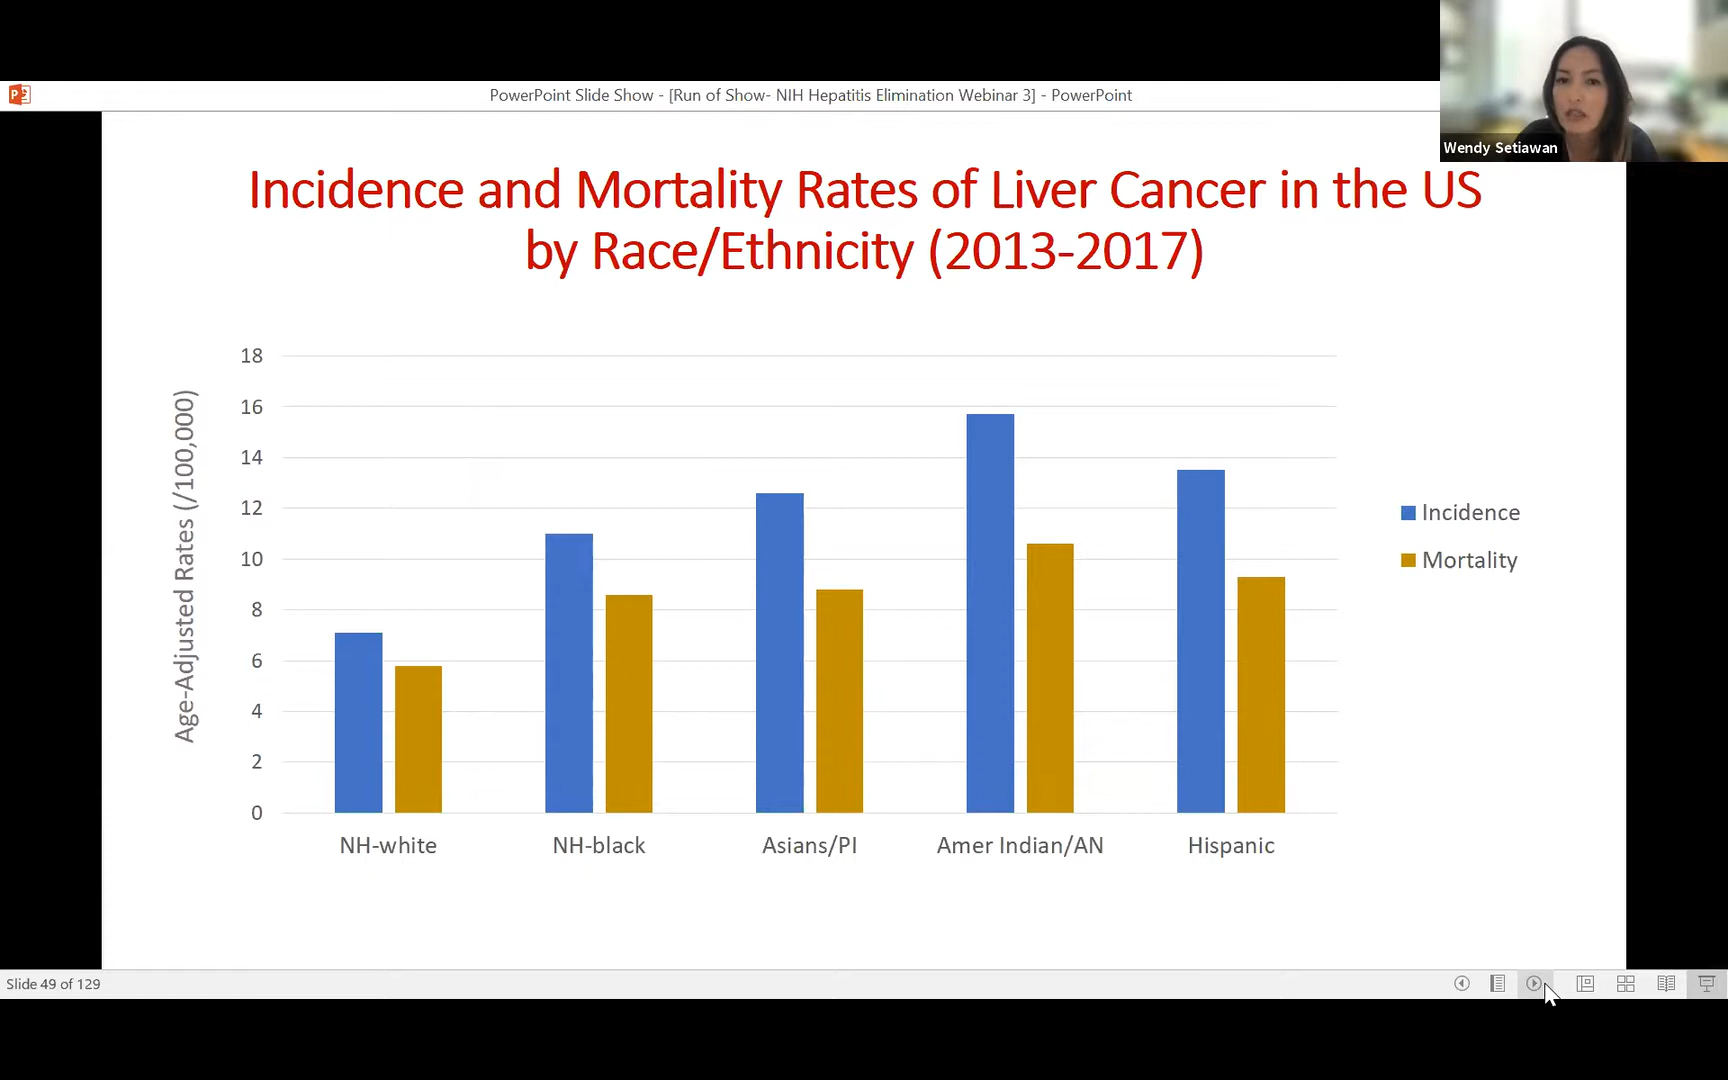 PowerPoint Slide Show - [Run of Show- NIH Hepatitis Elimination Webinar 3] - PowerPoint
Wendy Setiawan
Incidence and Mortality Rates of Liver Cancer in the US
by Race/Ethnicity (2013-2017)
Age-Adjusted Rates (/100,000)
18
16
14
12
10
8
6
4
2
0
NH-white
NH-black
Asians/PI
Amer Indian/AN
Hispanic
Incidence
Mortality
Slide 49 of 129